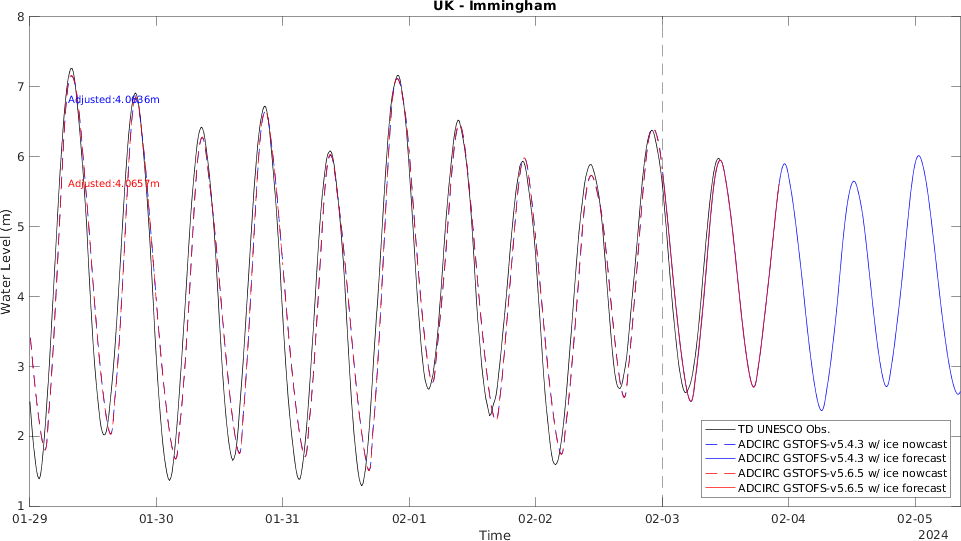 UK - Immingham
8
7
6
5
4
3
2
1
Water Level (m)
Adjusted:4.0636m
Adjusted:4.0657m
TD UNESCO Obs.
ADCIRC GSTOFS-v5.4.3 w/ ice nowcast
ADCIRC GSTOFS-v5.4.3 w/ ice forecast
ADCIRC GSTOFS-v5.6.5 w/ ice nowcast
ADCIRC GSTOFS-v5.6.5 w/ ice forecast
01-29 01-30 01-31 02-01 02-02 02-03 02-04 02-05
Time
2024